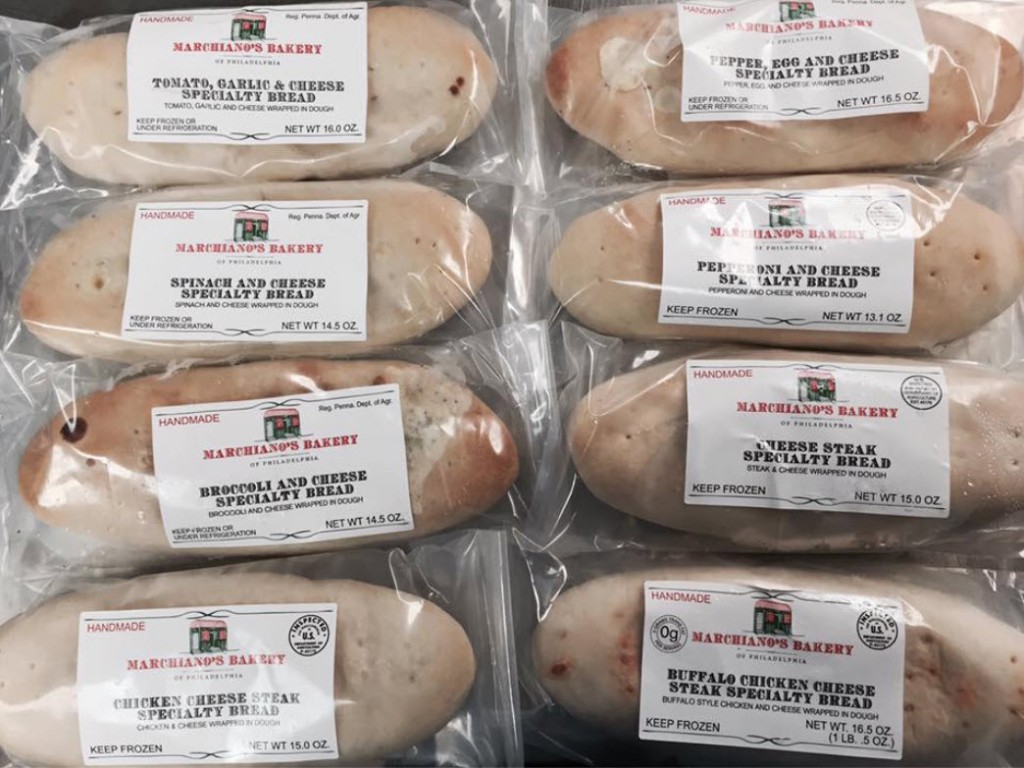 HANDMADE
Reg. Penna. Dept. of Agr.
MARCHIANO'S BAKERY
OF PHILADELPHIA
TOMATO, GARLIC & CHEESE
SPECIALTY BREAD
TOMATO, GARLIC AND CHEESE WRAPPED IN DOUGH
KEEP FROZEN OR
UNDER REFRIGERATION
NET WT 16.0 OZ.
HANDMADE
Reg. Penna. Dept. of Agr.
MARCHIANO'S BAKERY
OF PHILADELPHIA
PEPPER, EGG AND CHEESE
SPECIALTY BREAD
PEPPER, EGG, AND CHEESE WRAPPED IN DOUGH
KEEP FROZEN OR
UNDER REFRIGERATION
NET WT 16.5 OZ.
HANDMADE
Reg. Penna. Dept. of Agr.
MARCHIANO'S BAKERY
OF PHILADELPHIA
SPINACH AND CHEESE
SPECIALTY BREAD
SPINACH AND CHEESE WRAPPED IN DOUGH
KEEP FROZEN OR
UNDER REFRIGERATION
NET WT 14.5 OZ.
HANDMADE
MARCHIANO'S BAKERY
OF PHILADELPHIA
PEPPERONI AND CHEESE
SPECIALTY BREAD
PEPPERONI AND CHEESE WRAPPED IN DOUGH
KEEP FROZEN
NET WT 13.1 OZ.
HANDMADE
Reg. Penna. Dept. of Agr.
MARCHIANO'S BAKERY
OF PHILADELPHIA
BROCCOLI AND CHEESE
SPECIALTY BREAD
BROCCOLI AND CHEESE WRAPPED IN DOUGH
KEEP FROZEN OR
UNDER REFRIGERATION
NET WT 14.5 OZ.
HANDMADE
MARCHIANO'S BAKERY
OF PHILADELPHIA
CHEESE STEAK
SPECIALTY BREAD
STEAK & CHEESE WRAPPED IN DOUGH
KEEP FROZEN
NET WT 15.0 OZ.
HANDMADE
INSPECTED
U.S.
MARCHIANO'S BAKERY
OF PHILADELPHIA
CHICKEN CHEESE STEAK
SPECIALTY BREAD
CHICKEN & CHEESE WRAPPED IN DOUGH
KEEP FROZEN
NET WT 15.0 OZ.
HANDMADE
0g
U.S.
MARCHIANO'S BAKERY
OF PHILADELPHIA
BUFFALO CHICKEN CHEESE
STEAK SPECIALTY BREAD
BUFFALO STYLE CHICKEN AND CHEESE WRAPPED IN DOUGH
KEEP FROZEN
NET WT. 16.5 OZ.
(1 LB. .5 OZ.)